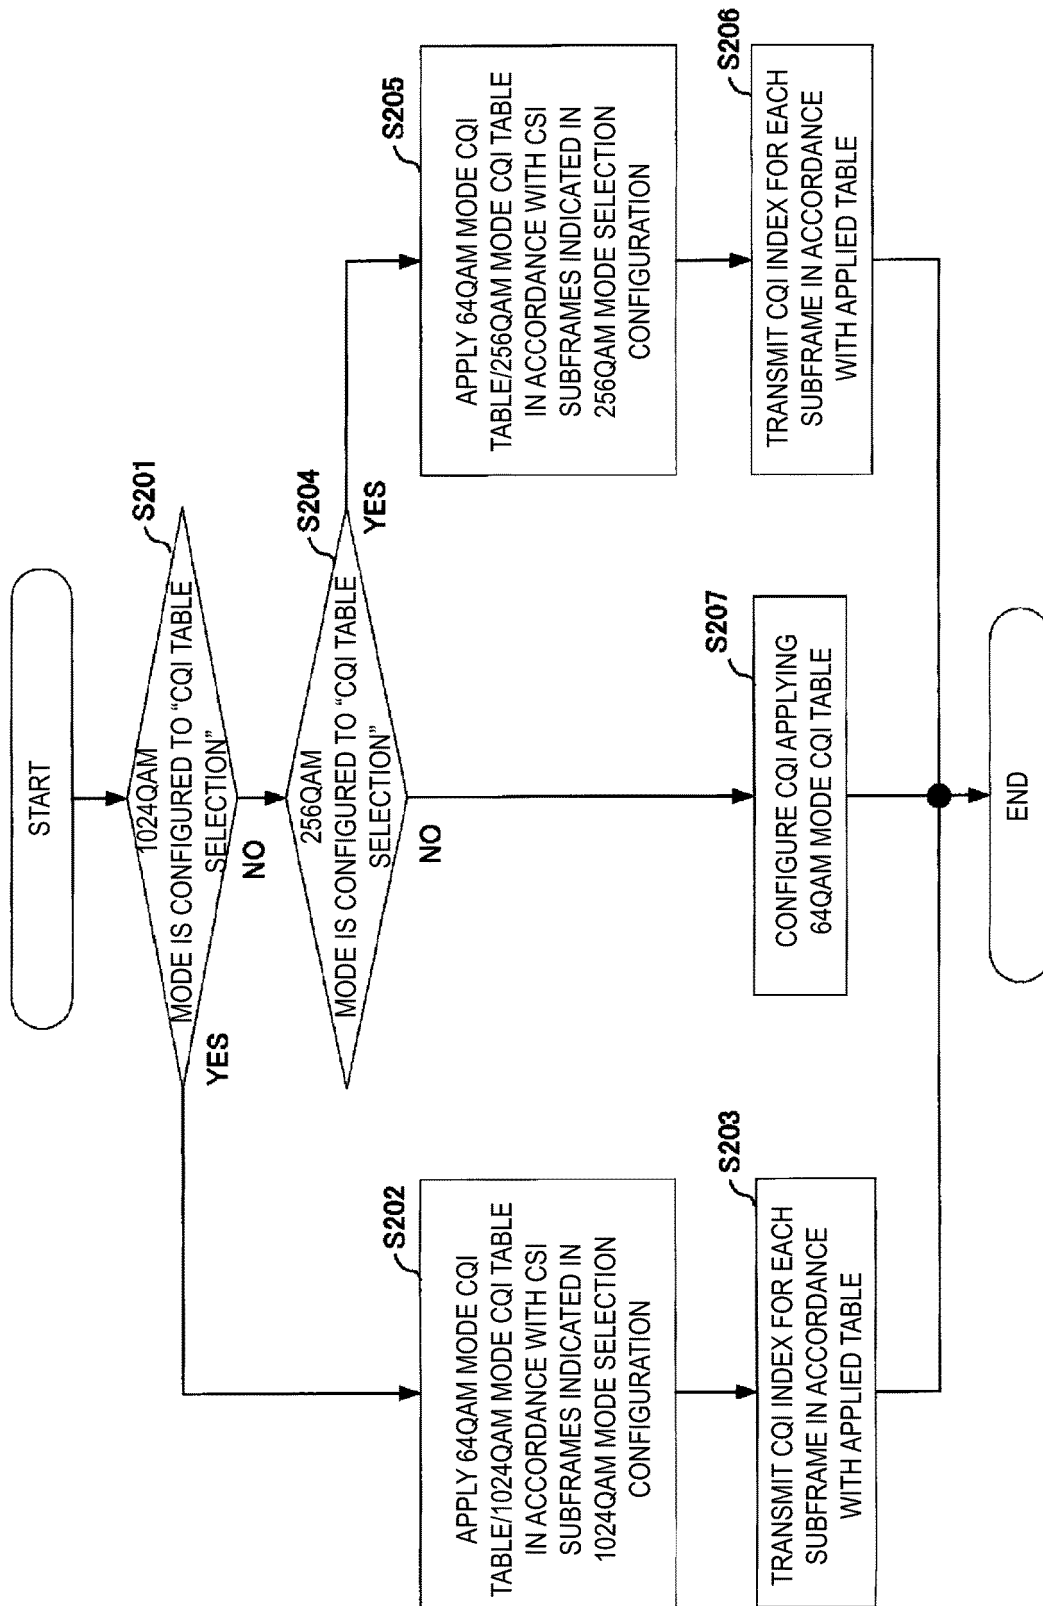 START
S201
1024QAM
MODE IS CONFIGURED TO “CQI TABLE
SELECTION”
YES
NO
S202
APPLY 64QAM MODE CQI
TABLE/1024QAM MODE CQI TABLE
IN ACCORDANCE WITH CSI
SUBFRAMES INDICATED IN
1024QAM MODE SELECTION
CONFIGURATION
S203
TRANSMIT CQI INDEX FOR EACH
SUBFRAME IN ACCORDANCE
WITH APPLIED TABLE
S204
256QAM
MODE IS CONFIGURED TO “CQI TABLE
SELECTION”
YES
NO
S205
APPLY 64QAM MODE CQI
TABLE/256QAM MODE CQI TABLE
IN ACCORDANCE WITH CSI
SUBFRAMES INDICATED IN
256QAM MODE SELECTION
CONFIGURATION
S206
TRANSMIT CQI INDEX FOR EACH
SUBFRAME IN ACCORDANCE
WITH APPLIED TABLE
S207
CONFIGURE CQI APPLYING
64QAM MODE CQI TABLE
END